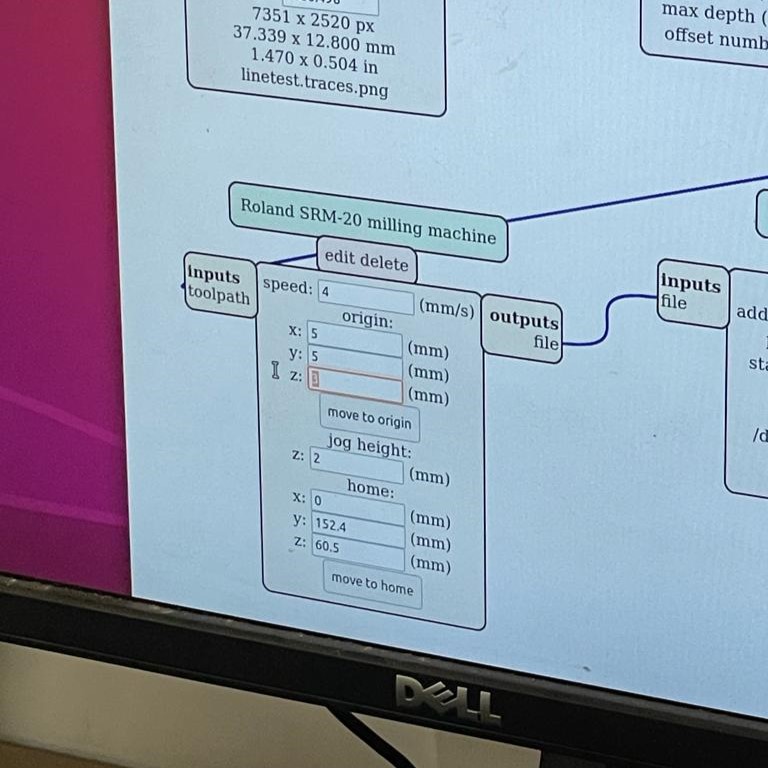 7351 x 2520 px
37.339 x 12.800 mm
1.470 x 0.504 in
linetest.traces.png
max depth (
offset numb
Roland SRM-20 milling machine
edit delete
inputs
toolpath
speed: 4 (mm/s)
origin:
x: 5 (mm)
y: 5 (mm)
z: (mm)
move to origin
jog height:
z: 2 (mm)
home:
x: 0 (mm)
y: 152.4 (mm)
z: 60.5 (mm)
move to home
outputs
file
inputs
file
add
sta
/d
DELL